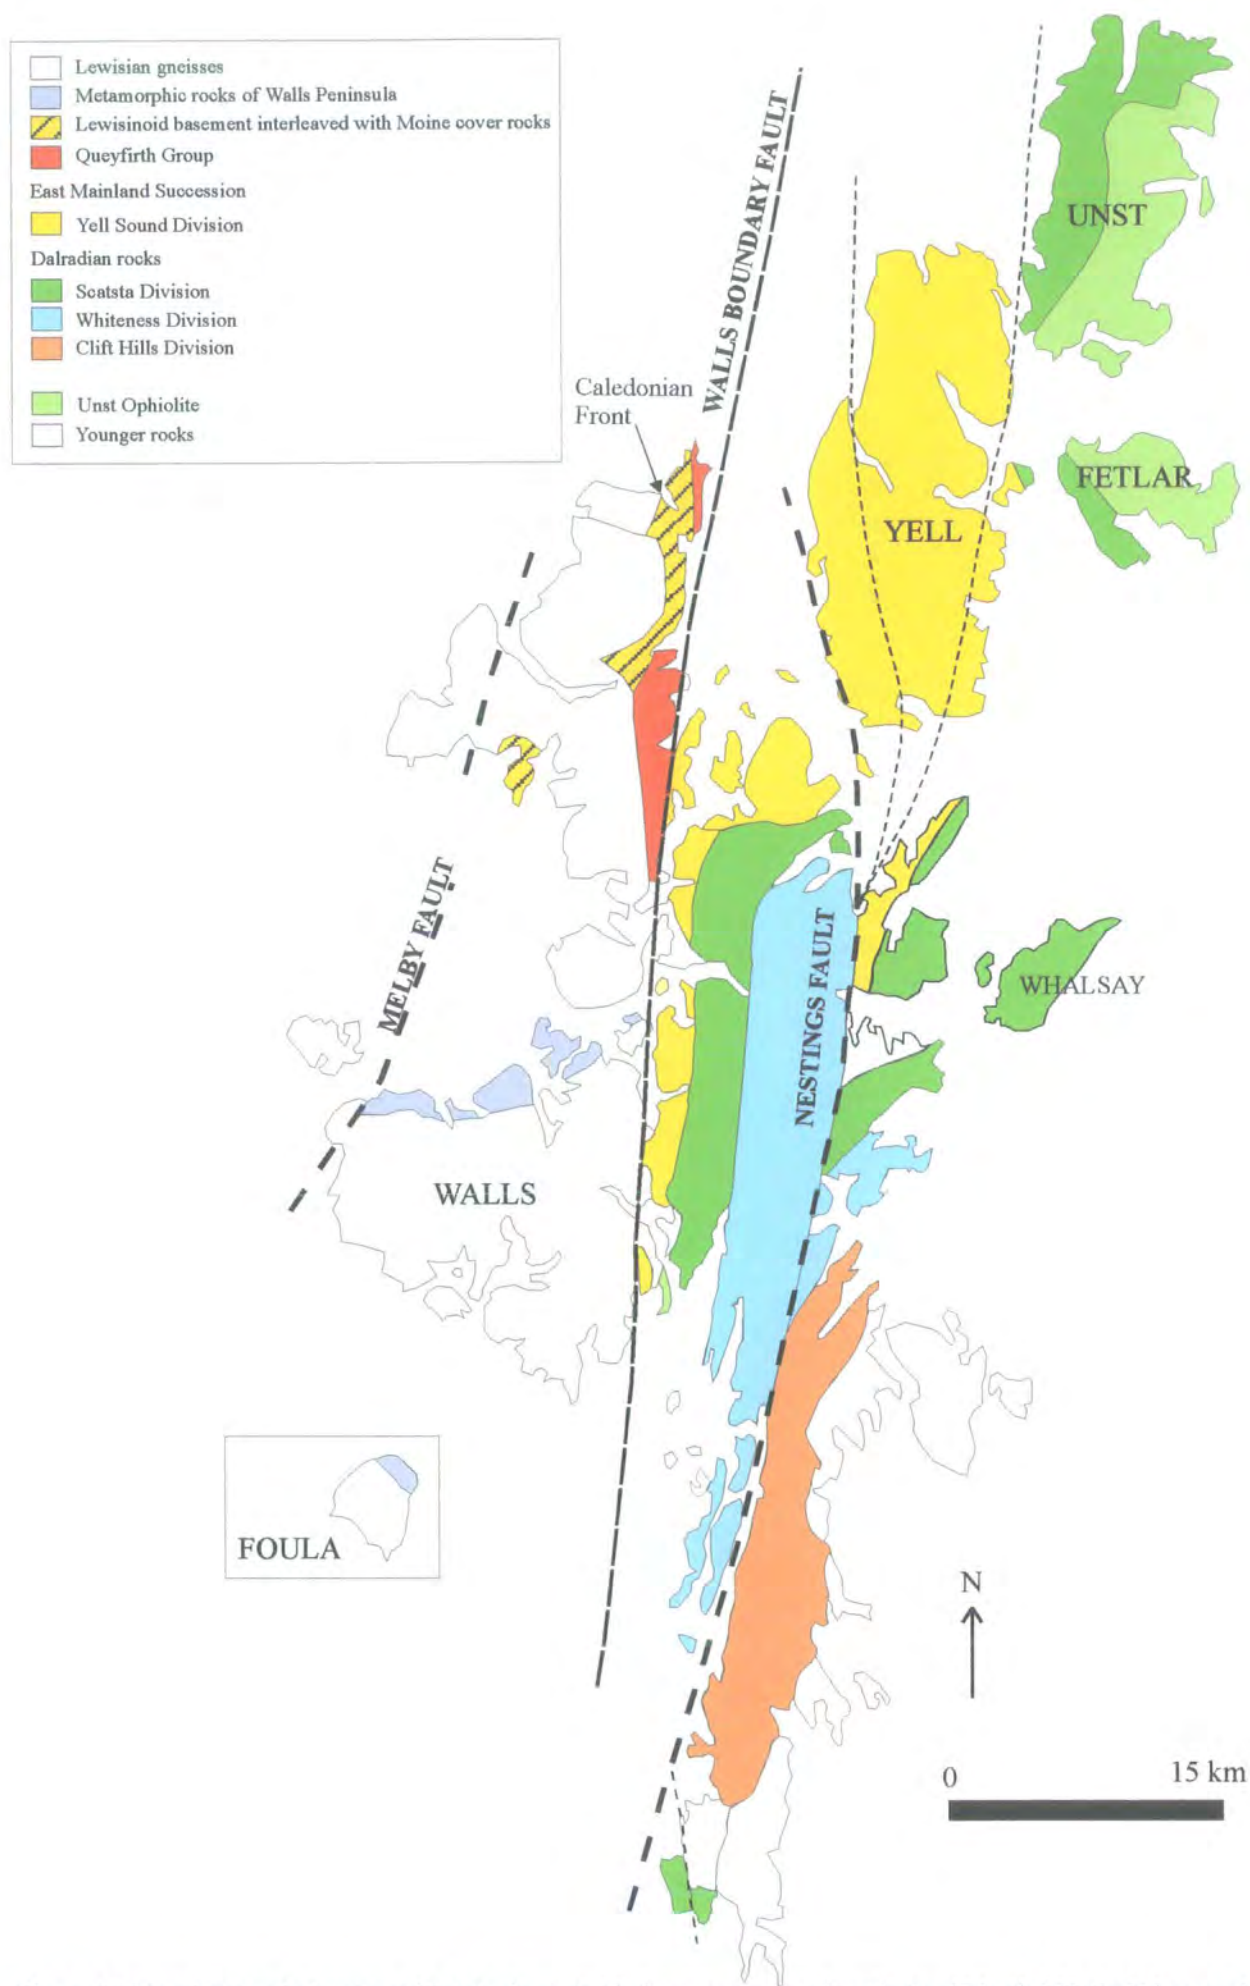 Lewisian gneisses
Metamorphic rocks of Walls Peninsula
Lewisinoid basement interleaved with Moine cover rocks
Queyfirth Group
East Mainland Succession
Yell Sound Division
Dalradian rocks
Scatsta Division
Whiteness Division
Clift Hills Division
Unst Ophiolite
Younger rocks
WALLS BOUNDARY FAULT
UNST
Caledonian
Front
FETLAR
YELL
MELBY FAULT
NESTINGS FAULT
WHALSAY
WALLS
FOULA
N
0 15 km